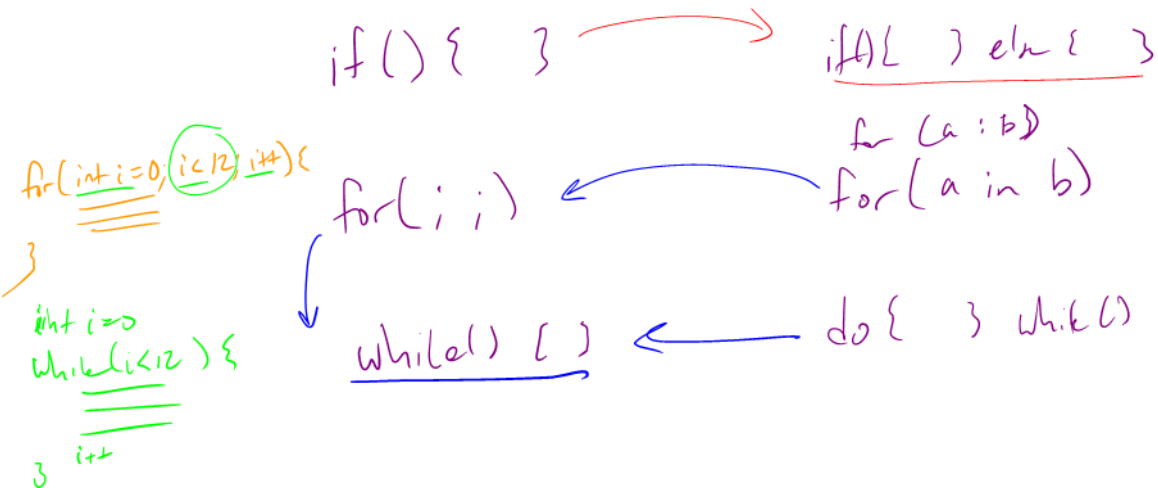 if () { }
if(){ } else { }
for (a : b)
for(int i=0; i<12; i++){
}
for( ; ; )
for(a in b)
int i=0
while(i<12) {
i++
}
while() { }
do { } while()